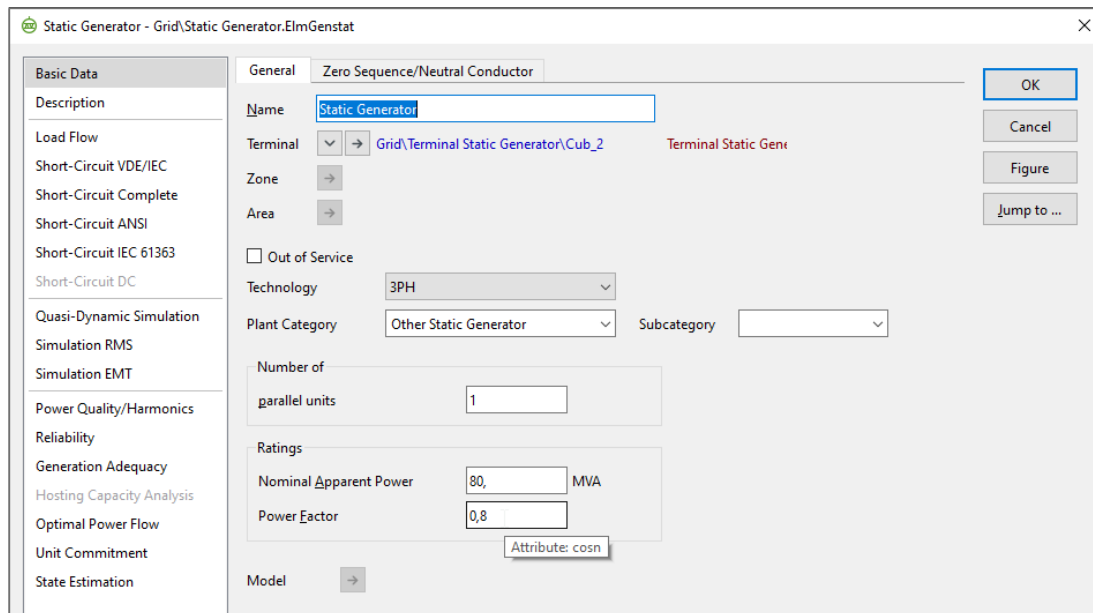 Static Generator - Grid\Static Generator.ElmGenstat
Basic Data
Description
Load Flow
Short-Circuit VDE/IEC
Short-Circuit Complete
Short-Circuit ANSI
Short-Circuit IEC 61363
Short-Circuit DC
Quasi-Dynamic Simulation
Simulation RMS
Simulation EMT
Power Quality/Harmonics
Reliability
Generation Adequacy
Hosting Capacity Analysis
Optimal Power Flow
Unit Commitment
State Estimation
General Zero Sequence/Neutral Conductor
Name Static Generator
Terminal Grid\Terminal Static Generator\Cub_2 Terminal Static Gene
Zone
Area
Out of Service
Technology 3PH
Plant Category Other Static Generator Subcategory
Number of
parallel units 1
Ratings
Nominal Apparent Power 80, MVA
Power Factor 0,8
Attribute: cosn
Model
OK
Cancel
Figure
Jump to ...